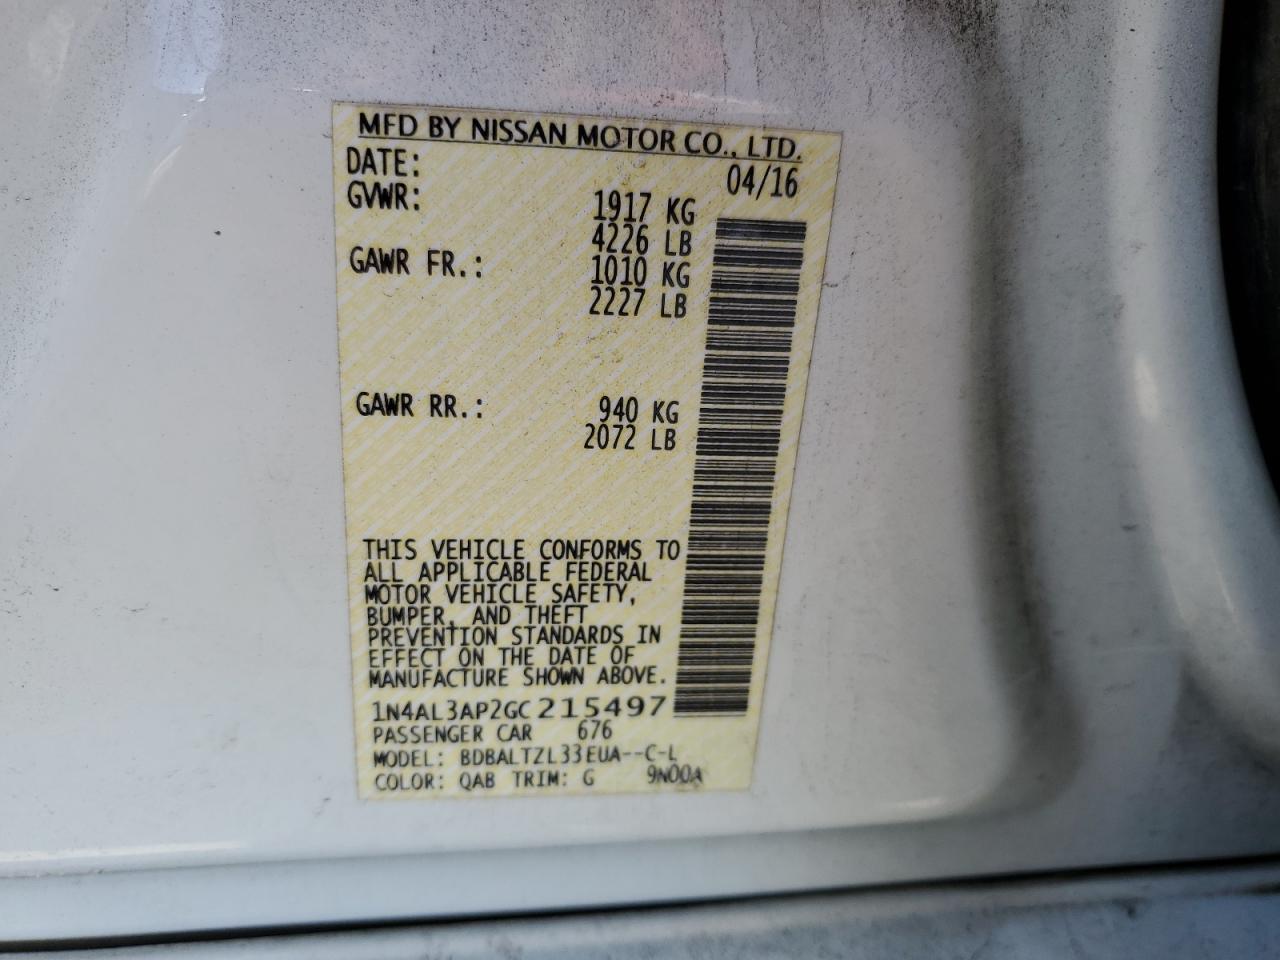 MFD BY NISSAN MOTOR CO., LTD.
DATE: 04/16
GVWR: 1917 KG
4226 LB
GAWR FR.: 1010 KG
2227 LB
GAWR RR.: 940 KG
2072 LB
THIS VEHICLE CONFORMS TO
ALL APPLICABLE FEDERAL
MOTOR VEHICLE SAFETY,
BUMPER, AND THEFT
PREVENTION STANDARDS IN
EFFECT ON THE DATE OF
MANUFACTURE SHOWN ABOVE.
1N4AL3AP2GC215497
PASSENGER CAR 676
MODEL: BDBALTZL33EUA--C-L
COLOR: QAB TRIM: G 9N00A